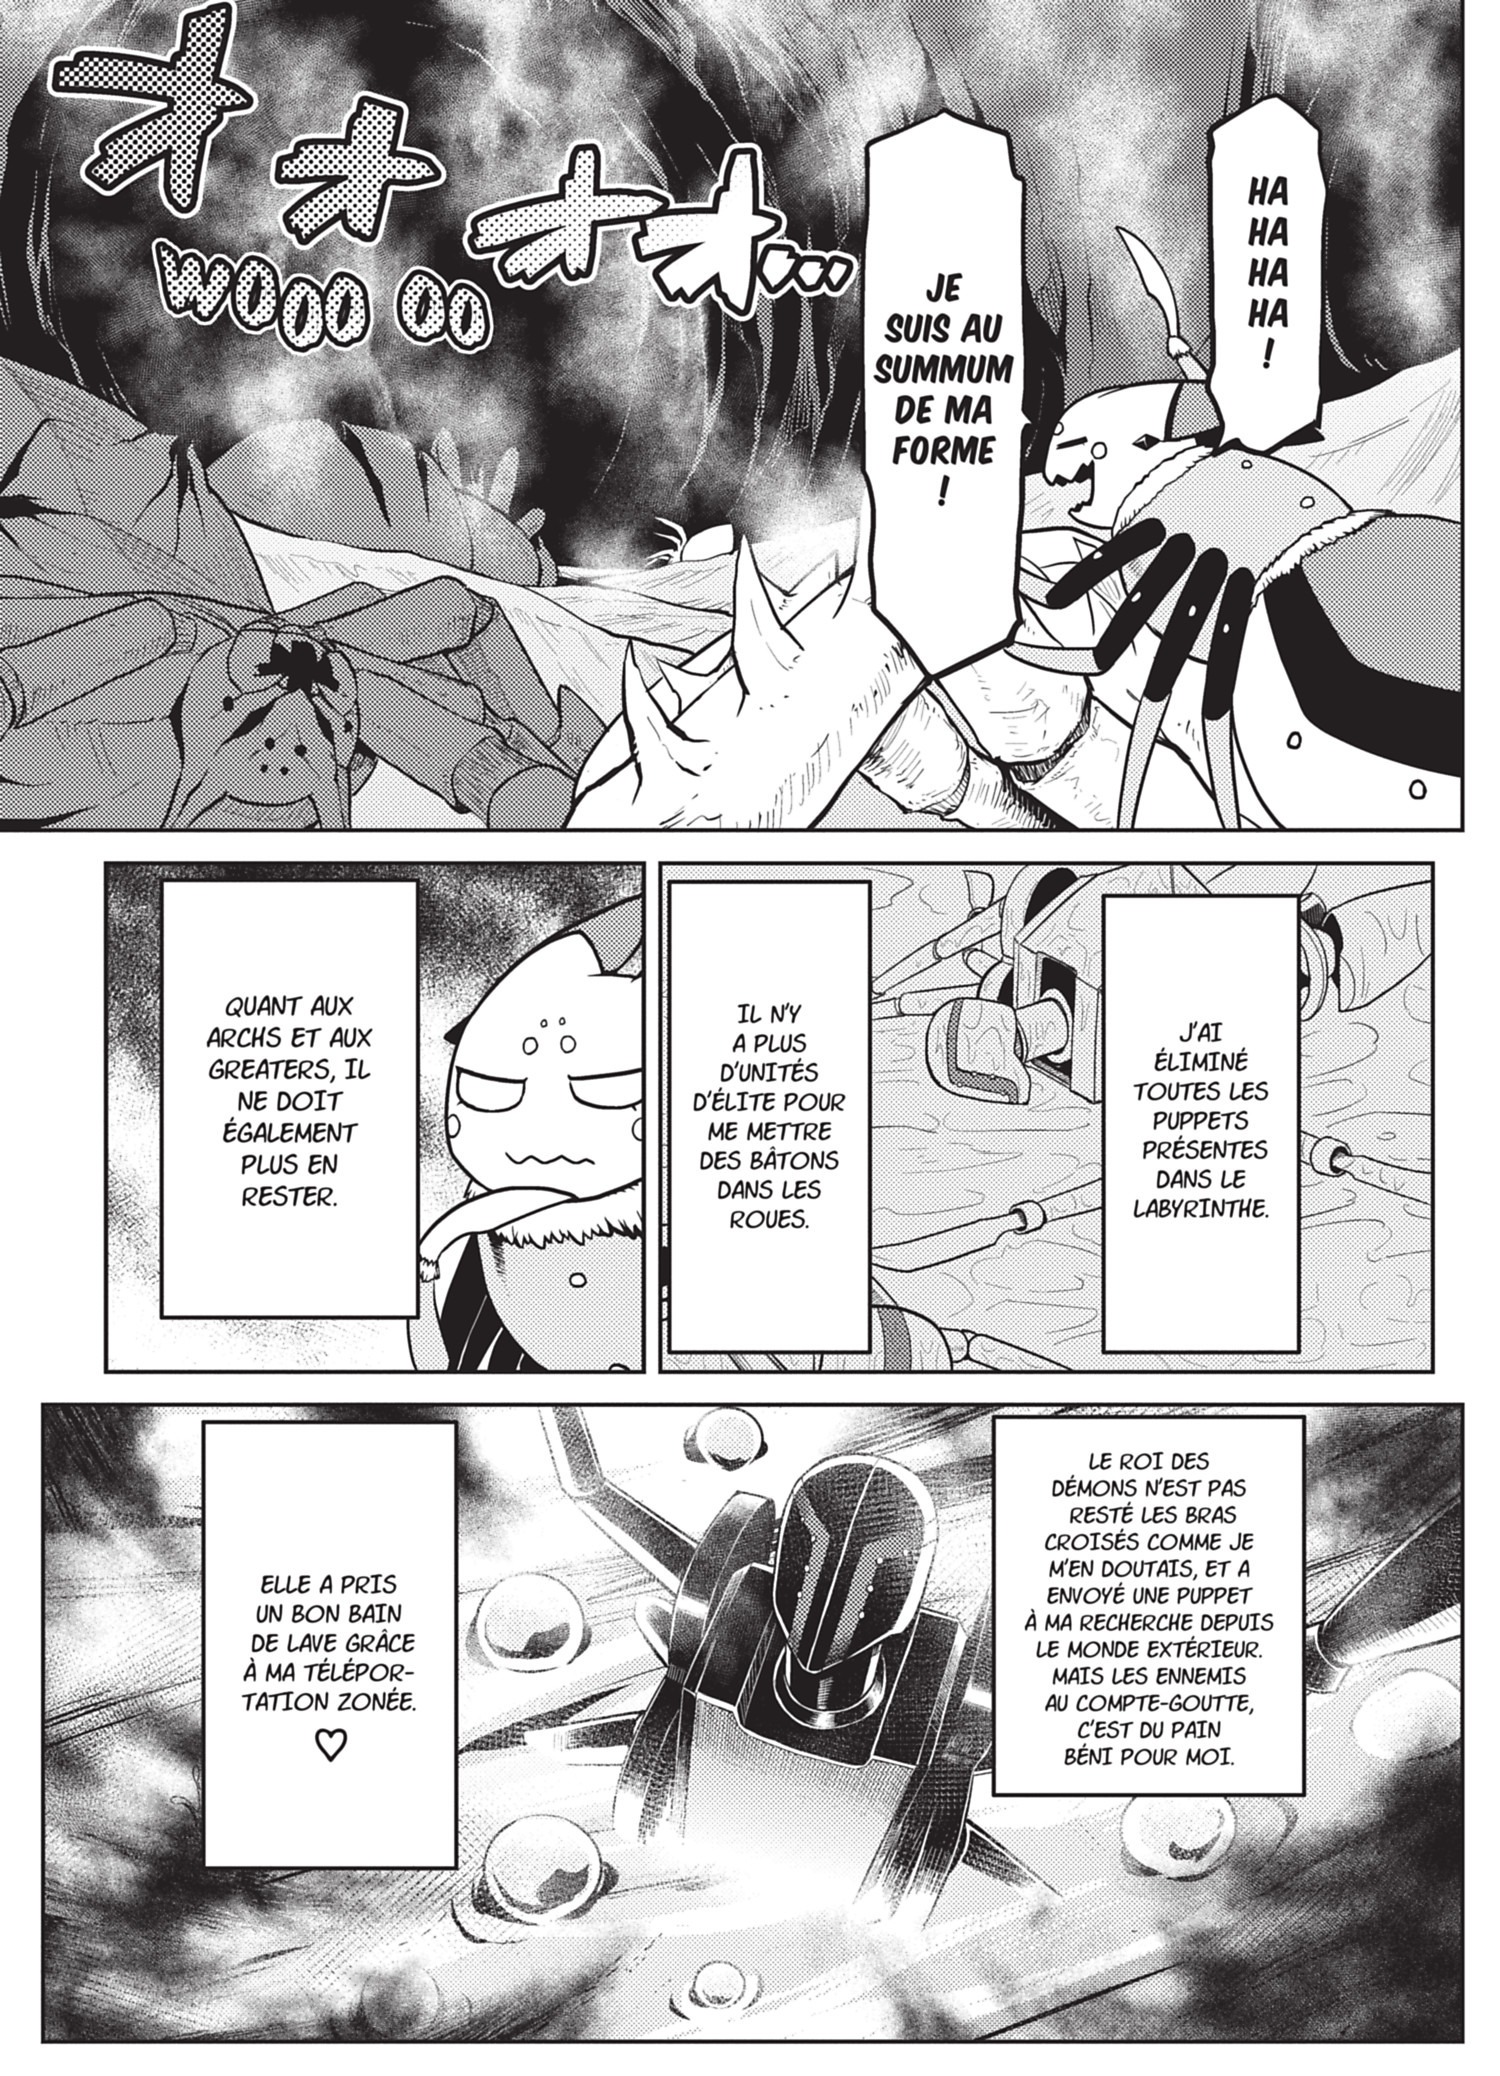 HA
HA
HA
HA
!
JE
SUIS AU
SUMMUM
DE MA
FORME
!
オオオオ...
WOOO OO
J'AI
ÉLIMINÉ
TOUTES LES
PUPPETS
PRÉSENTES
DANS LE
LABYRINTHE.
IL N'Y
A PLUS
D'UNITÉS
D'ÉLITE POUR
ME METTRE
DES BÂTONS
DANS LES
ROUES.
QUANT AUX
ARCHS ET AUX
GREATERS, IL
NE DOIT
ÉGALEMENT
PLUS EN
RESTER.
LE ROI DES
DÉMONS N'EST PAS
RESTÉ LES BRAS
CROISÉS COMME JE
M'EN DOUTAIS, ET A
ENVOYÉ UNE PUPPET
À MA RECHERCHE DEPUIS
LE MONDE EXTÉRIEUR.
MAIS LES ENNEMIS
AU COMPTE-GOUTTE,
C'EST DU PAIN
BÉNI POUR MOI.
ELLE A PRIS
UN BON BAIN
DE LAVE GRÂCE
À MA TÉLÉPOR-
TATION ZONÉE.
♡